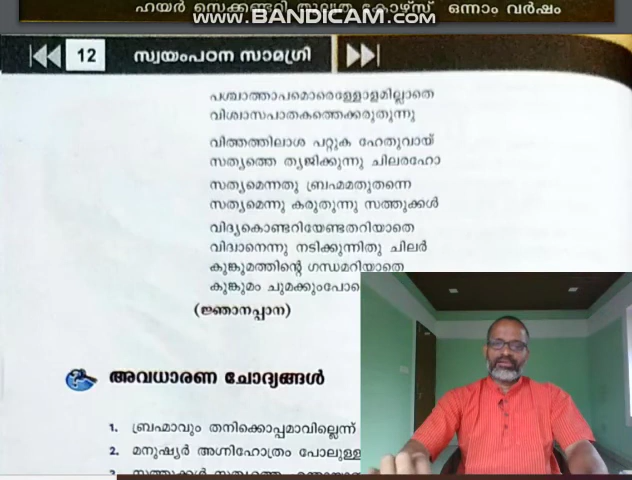 ഹയർ സെക്കണ്ടറി തുല്യത കോഴ്സ് ഒന്നാം വർഷം
www.BANDICAM.com
12 സ്വയംപഠന സാമഗ്രി
പശ്ചാത്താപമൊരെള്ളോളമില്ലാതെ
വിശ്വാസപാതകത്തെക്കരുതുന്നു
വിത്തത്തിലാശ പറ്റുക ഹേതുവായ്
സത്യത്തെ ത്യജിക്കുന്നു ചിലരഹോ
സത്യമെന്നതു ബ്രഹ്മമതുതന്നെ
സത്യമെന്നു കരുതുന്നു സത്തുക്കൾ
വിദ്യകൊണ്ടറിയേണ്ടതറിയാതെ
വിദ്വാനെന്നു നടിക്കുന്നിതു ചിലർ
കുങ്കുമത്തിന്റെ ഗന്ധമറിയാതെ
കുങ്കുമം ചുമക്കുംപോ
(ജ്ഞാനപ്പാന)
അവധാരണ ചോദ്യങ്ങൾ
1. ബ്രഹ്മാവും തനിക്കൊപ്പമാവില്ലെന്ന്
2. മനുഷ്യർ അഗ്നിഹോത്രം പോലുള്ള